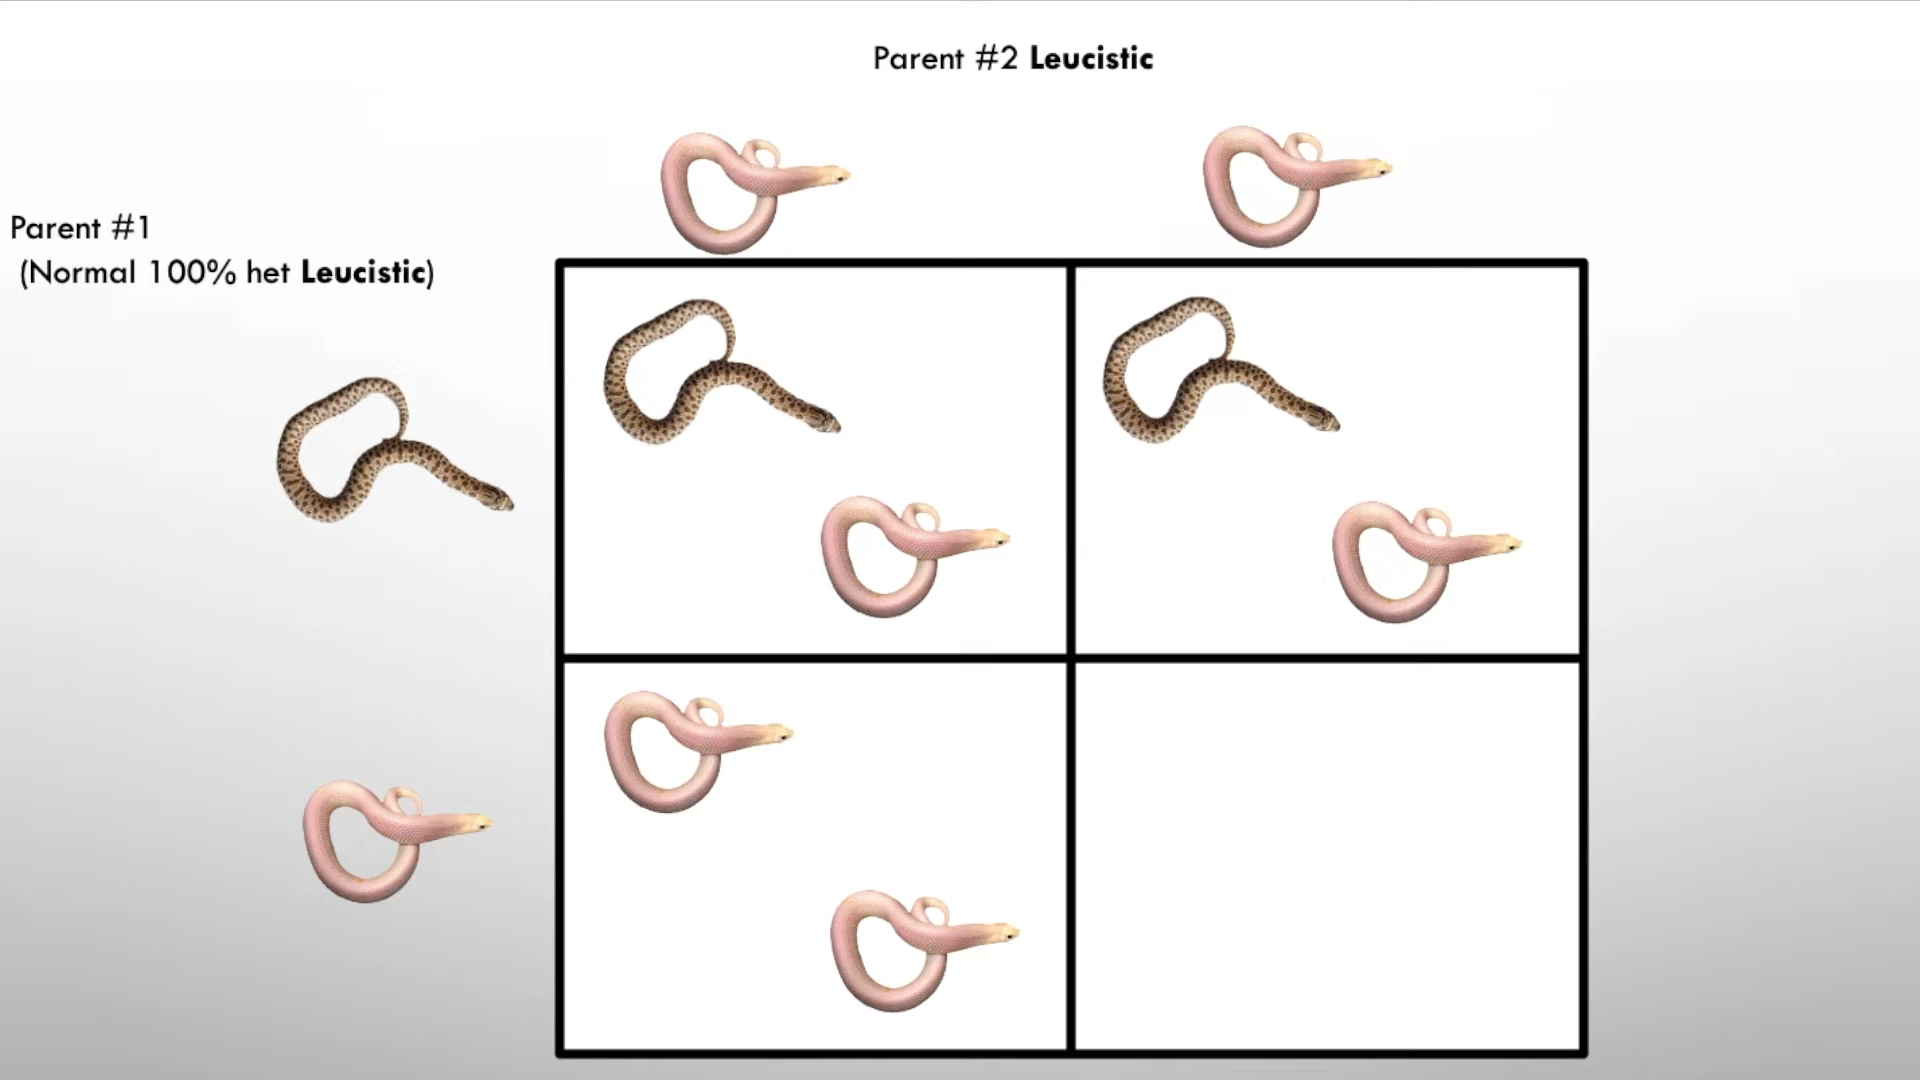 Parent #2 Leucistic
Parent #1
(Normal 100% het Leucistic)